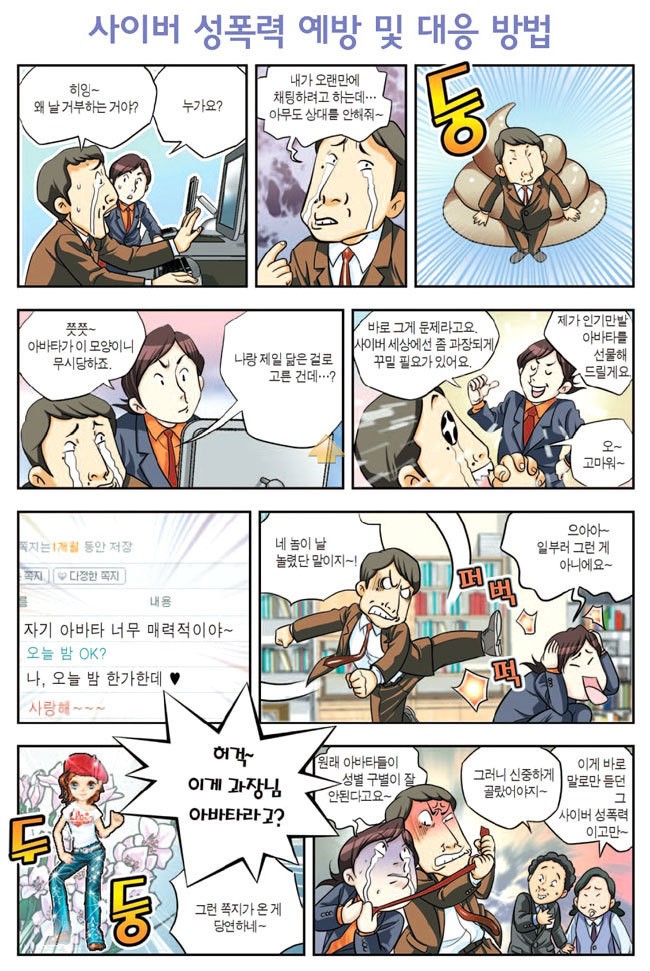 사이버 성폭력 예방 및 대응 방법
히잉~
왜 날 거부하는 거야?
누가요?
내가 오랜만에
채팅하려고 하는데…
아무도 상대를 안해줘~
둥
쯧쯧~
아바타가 이 모양이니
무시당하죠.
나랑 제일 닮은 걸로
고른 건데…?
바로 그게 문제라고요.
사이버 세상에선 좀 과장되게
꾸밀 필요가 있어요.
제가 인기만발
아바타를
선물해
드릴게요.
오~
고마워~
쪽지는 1개월 동안 저장
쪽지
다정한 쪽지
내용
자기 아바타 너무 매력적이야~
오늘 밤 OK?
나, 오늘 밤 한가한데 ♥
사랑해~~~
네 놈이 날
놀렸단 말이지~!
퍼벅
퍽
으아아~
일부러 그런 게
아니에요~
허걱~
이게 과장님
아바타라고?
두둥
그런 쪽지가 온 게
당연하네~
원래 아바타들이
성별 구별이 잘
안된다고요~
그러니 신중하게
골랐어야지~
이게 바로
말로만 듣던
그
사이버 성폭력
이고만~